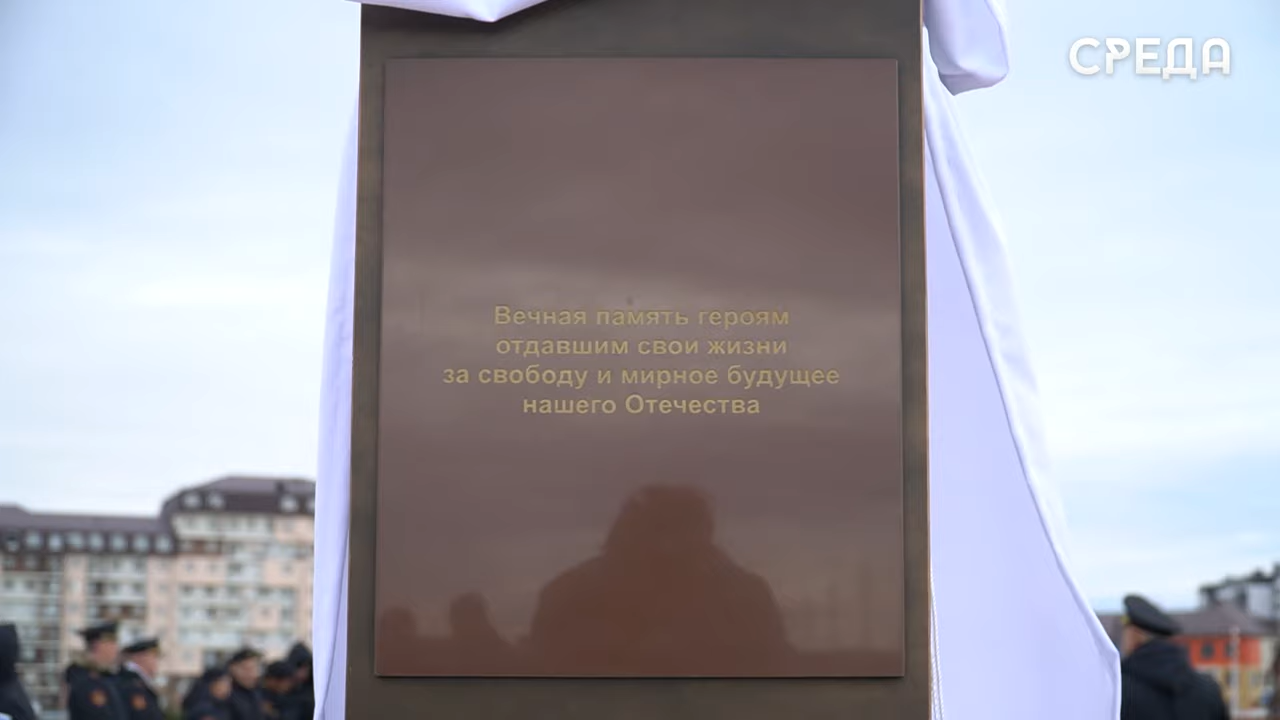 СРЕДА
Вечная память героям
отдавшим свои жизни
за свободу и мирное будущее
нашего Отечества